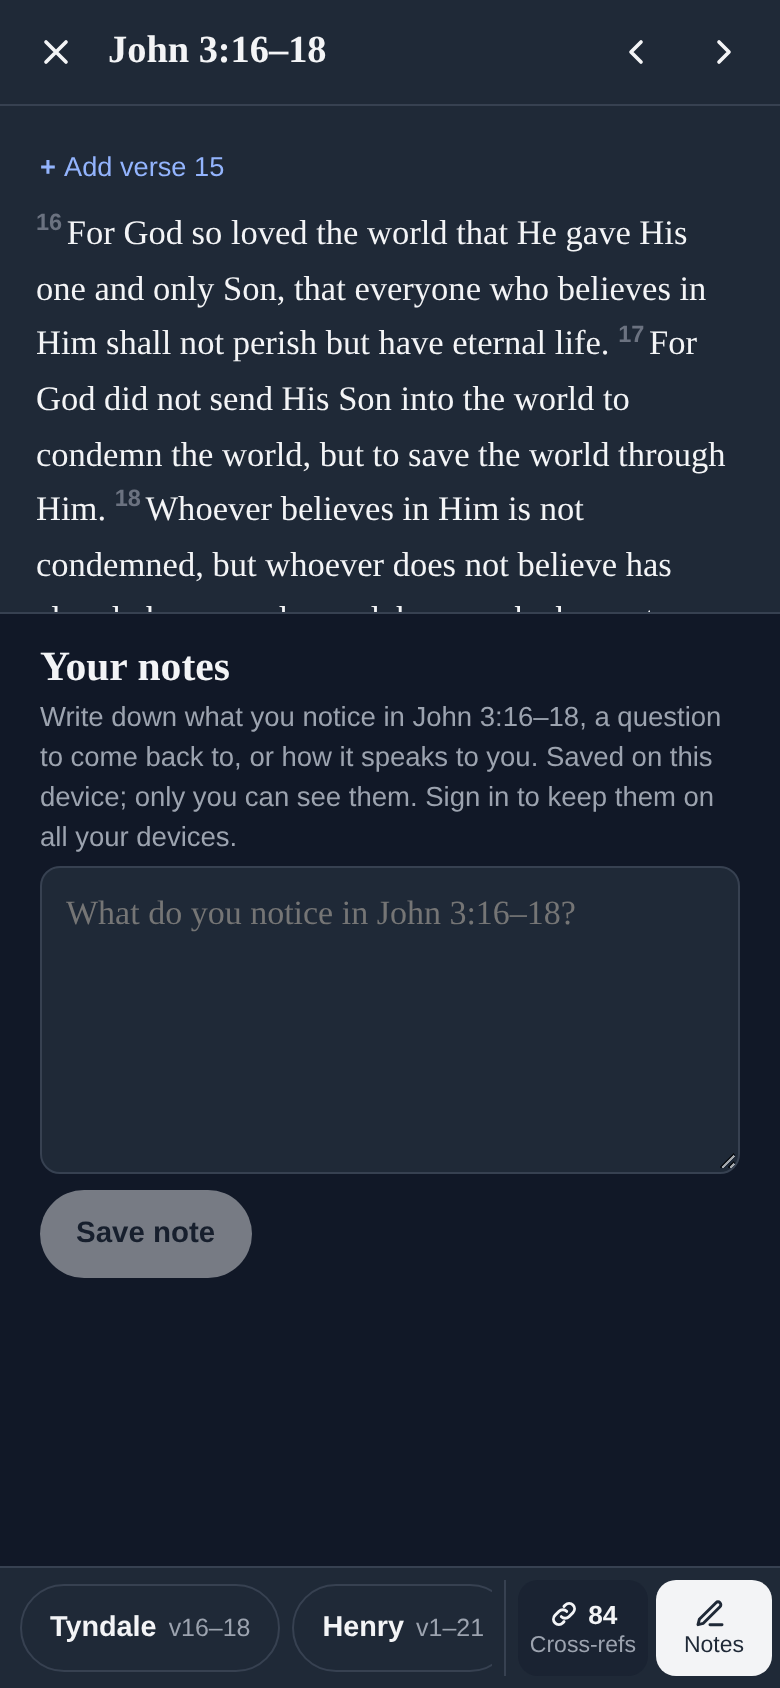 John 3:16–18
+ Add verse 15
16 For God so loved the world that He gave His
one and only Son, that everyone who believes in
Him shall not perish but have eternal life. 17 For
God did not send His Son into the world to
condemn the world, but to save the world through
Him. 18 Whoever believes in Him is not
condemned, but whoever does not believe has
Your notes
Write down what you notice in John 3:16–18, a question
to come back to, or how it speaks to you. Saved on this
device; only you can see them. Sign in to keep them on
all your devices.
What do you notice in John 3:16–18?
Save note
Tyndale v16–18
Henry v1–21
84
Cross-refs
Notes